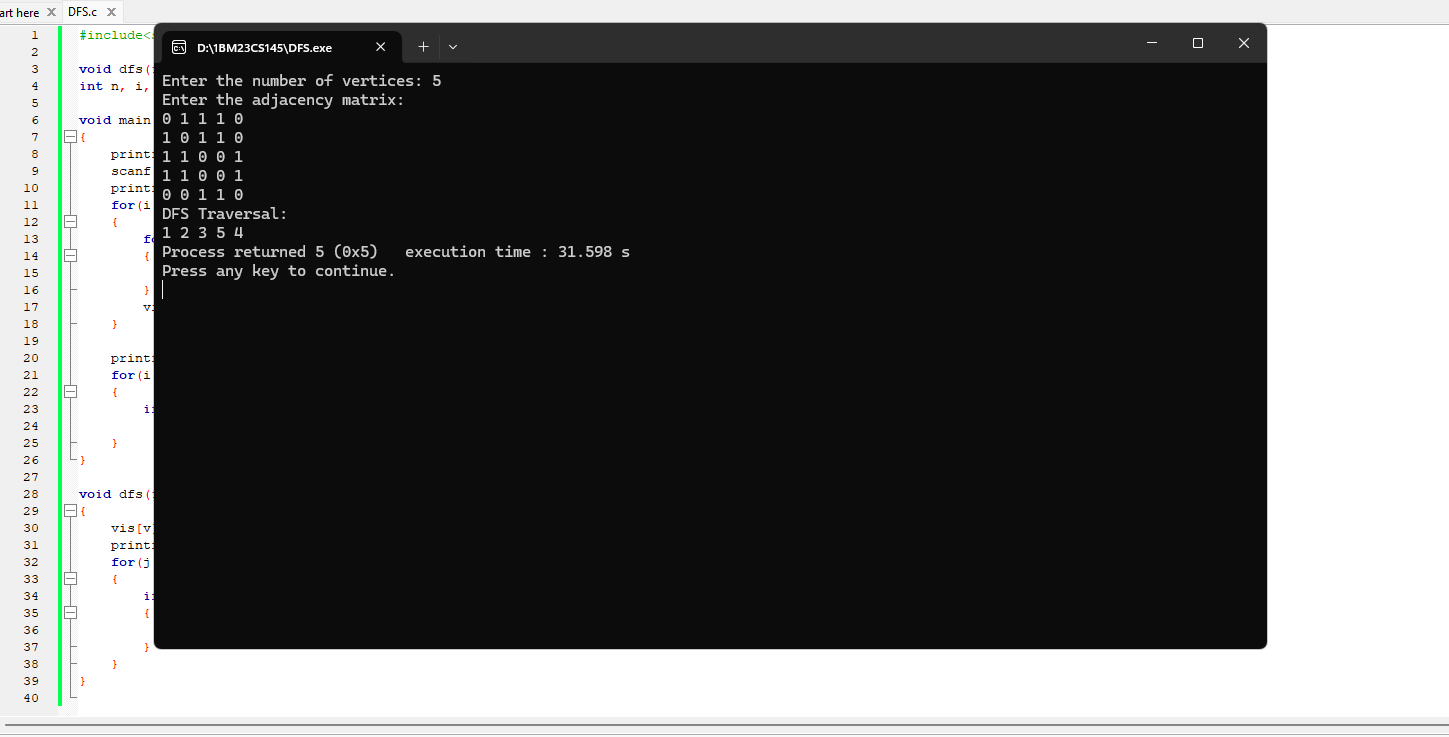 art here DFS.c
D:\1BM23CS145\DFS.exe
Enter the number of vertices: 5
Enter the adjacency matrix:
0 1 1 1 0
1 0 1 1 0
1 1 0 0 1
1 1 0 0 1
0 0 1 1 0
DFS Traversal:
1 2 3 5 4
Process returned 5 (0x5)   execution time : 31.598 s
Press any key to continue.
1 #include<
2
3 void dfs(
4 int n, i,
5
6 void main
7 {
8 print
9 scanf
10 print
11 for(i
12 {
13 fo
14 {
15
16 }
17 vi
18 }
19
20 print
21 for(i
22 {
23 i
24
25 }
26 }
27
28 void dfs(
29 {
30 vis[v
31 print
32 for(j
33 {
34 i
35 {
36
37 }
38 }
39 }
40